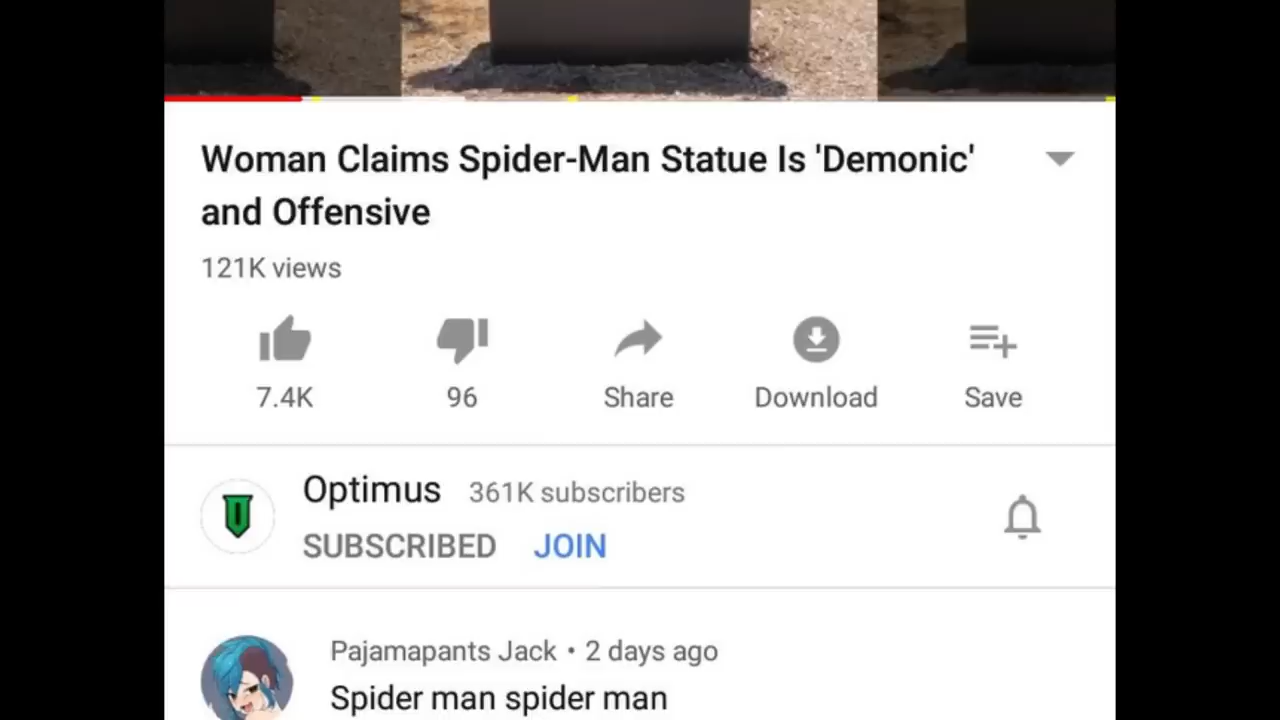 Woman Claims Spider-Man Statue Is 'Demonic'
and Offensive
121K views
7.4K
96
Share
Download
Save
Optimus 361K subscribers
SUBSCRIBED JOIN
Pajamapants Jack • 2 days ago
Spider man spider man